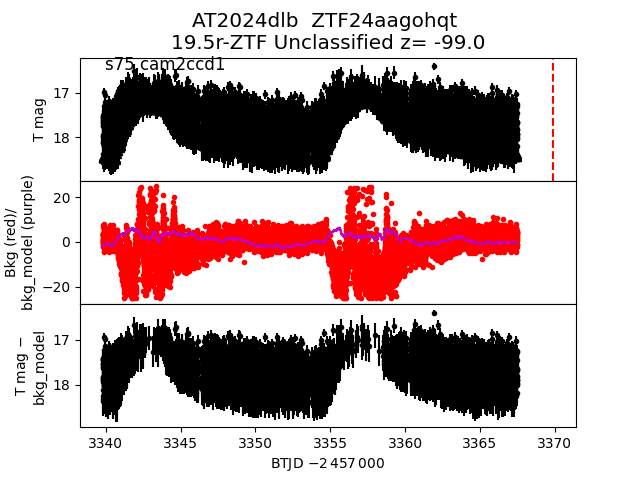 AT2024dlb  ZTF24aagohqt
19.5r-ZTF Unclassified z= -99.0
s75 cam2ccd1
17
18
T mag
20
0
−20
Bkg (red)/
bkg_model (purple)
17
18
T mag −
bkg_model
3340 3345 3350 3355 3360 3365 3370
BTJD −2 457 000